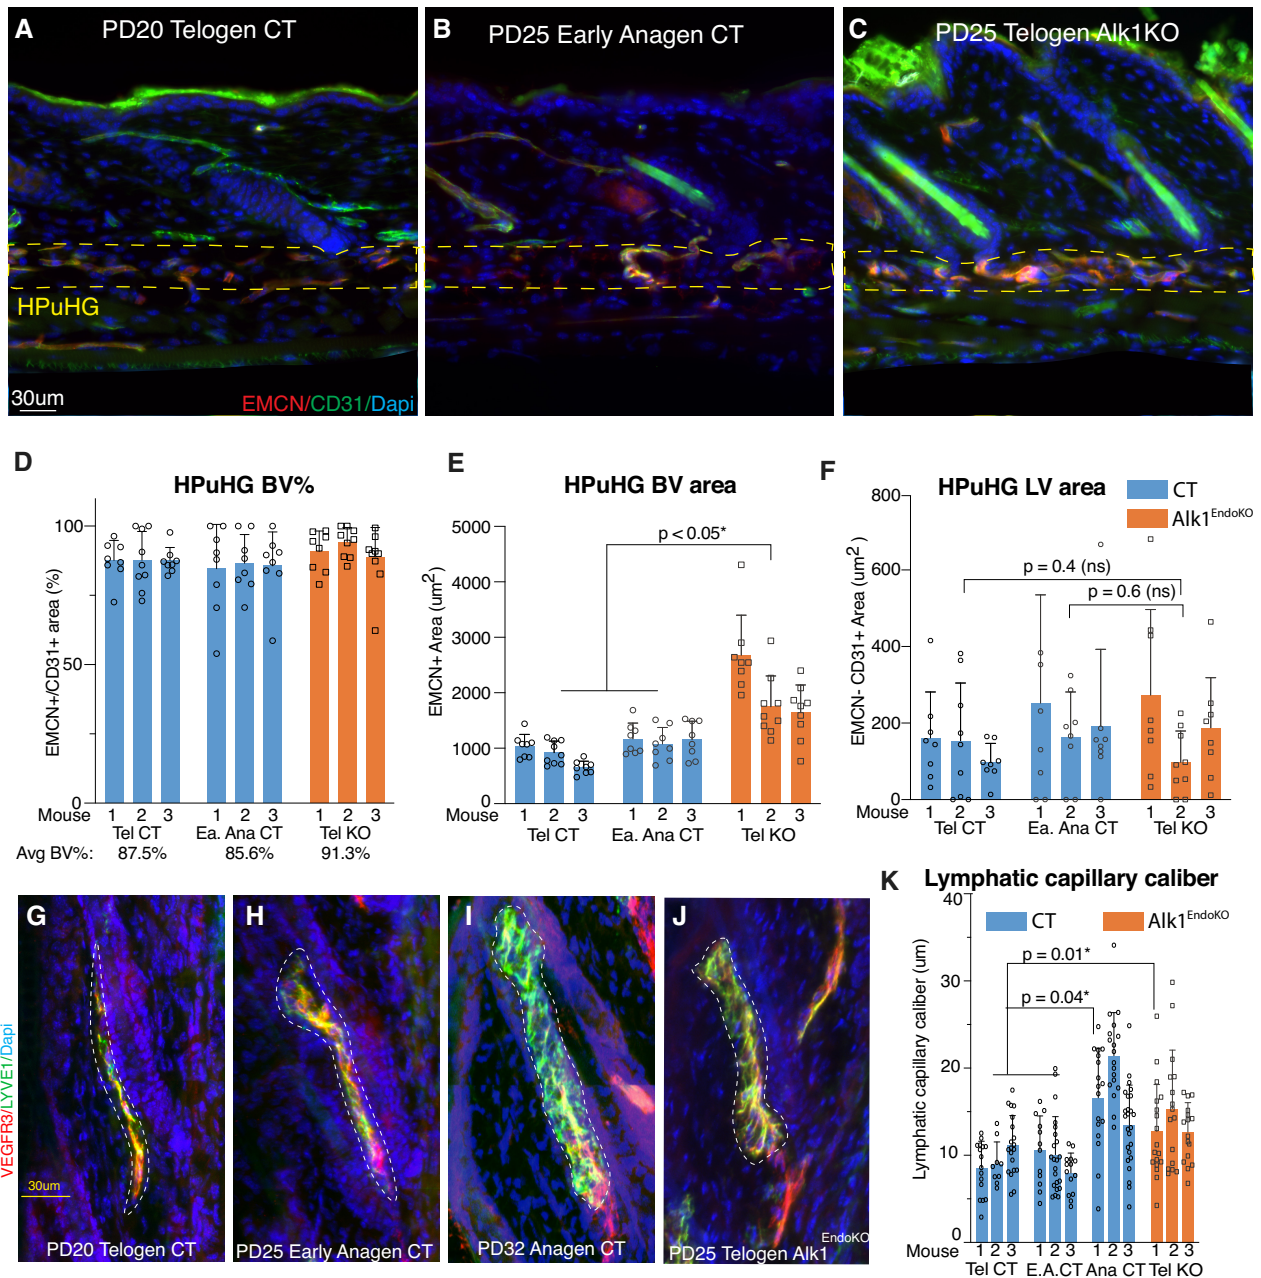 A
PD20 Telogen CT
HPuHG
30um
EMCN/CD31/Dapi
B
PD25 Early Anagen CT
C
PD25 Telogen Alk1KO
D
HPuHG BV%
EMCN+/CD31+ area (%)
100
50
0
Mouse 1 2 3 1 2 3 1 2 3
Tel CT Ea. Ana CT Tel KO
Avg BV%: 87.5% 85.6% 91.3%
E
HPuHG BV area
EMCN+ Area (um²)
5000
4000
3000
2000
1000
0
p < 0.05*
1 2 3 1 2 3 1 2 3
Tel CT Ea. Ana CT Tel KO
F
HPuHG LV area
CT
Alk1EndoKO
EMCN- CD31+ Area (um²)
800
600
400
200
0
p = 0.4 (ns)
p = 0.6 (ns)
Mouse 1 2 3 1 2 3 1 2 3
Tel CT Ea. Ana CT Tel KO
VEGFR3/LYVE1/Dapi
G
30um
PD20 Telogen CT
H
PD25 Early Anagen CT
I
PD32 Anagen CT
J
PD25 Telogen Alk1EndoKO
K
Lymphatic capillary caliber
CT
Alk1EndoKO
Lymphatic capillary caliber (um)
40
30
20
10
0
p = 0.01*
p = 0.04*
Mouse 1 2 3 1 2 3 1 2 3 1 2 3
Tel CT E.A.CT Ana CT Tel KO